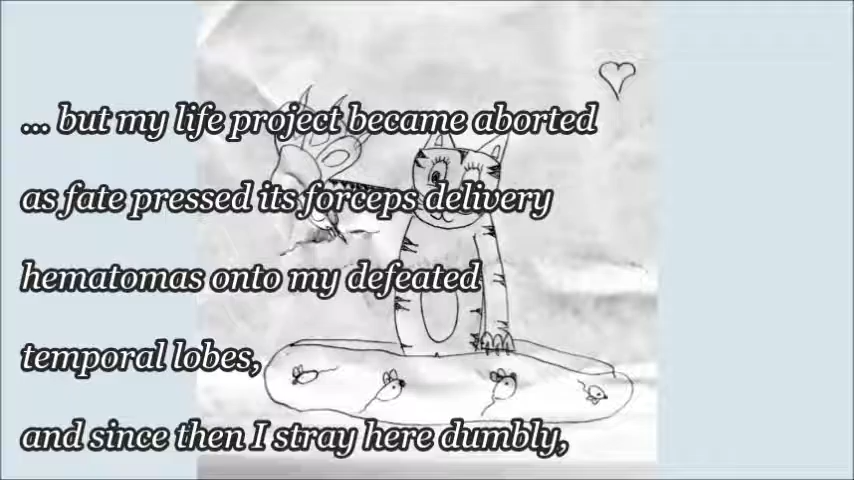 ... but my life project became aborted
as fate pressed its forceps delivery
hematomas onto my defeated
temporal lobes,
and since then I stray here dumbly,